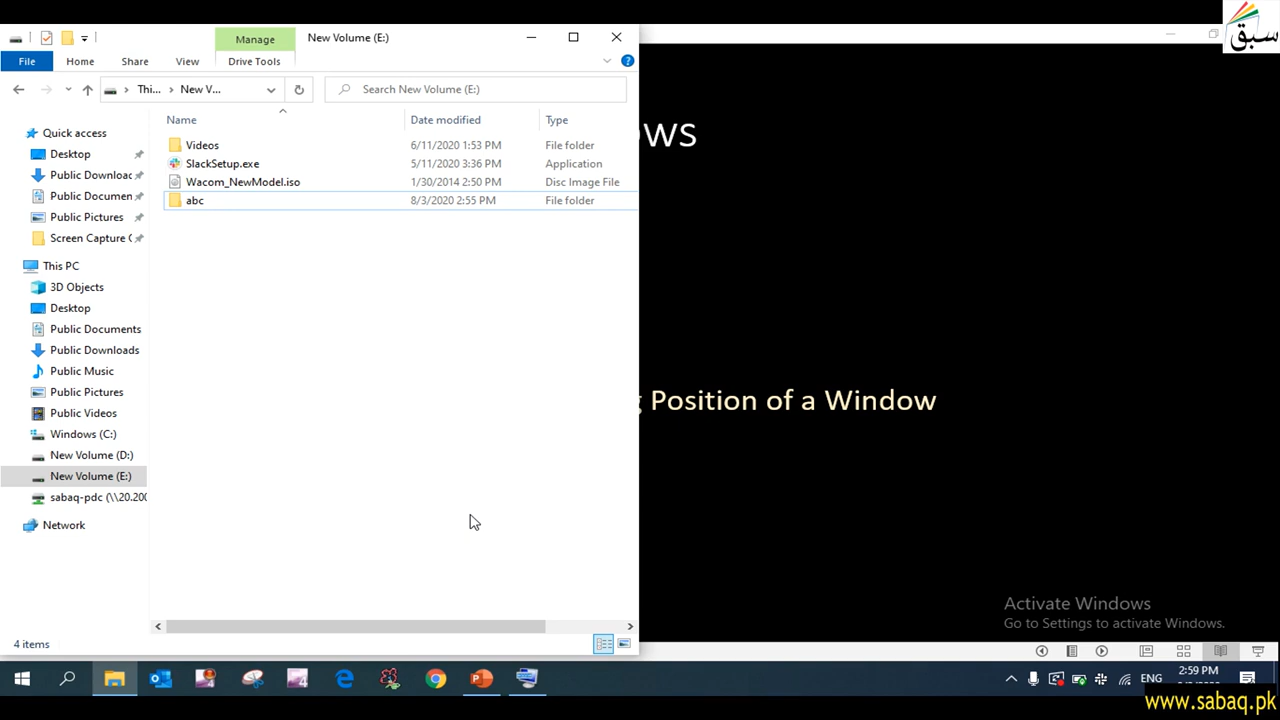 Manage
New Volume (E:)
File
Home
Share
View
Drive Tools
Thi...
New V...
Search New Volume (E:)
Name
Date modified
Type
Quick access
Desktop
Public Downloac
Public Documen
Public Pictures
Screen Capture C
This PC
3D Objects
Desktop
Public Documents
Public Downloads
Public Music
Public Pictures
Public Videos
Windows (C:)
New Volume (D:)
New Volume (E:)
sabaq-pdc (\\20.200
Network
Videos 6/11/2020 1:53 PM File folder
SlackSetup.exe 5/11/2020 3:36 PM Application
Wacom_NewModel.iso 1/30/2014 2:50 PM Disc Image File
abc 8/3/2020 2:55 PM File folder
4 items
ows
g Position of a Window
Activate Windows
Go to Settings to activate Windows.
ENG
2:59 PM
سبق
www.sabaq.pk